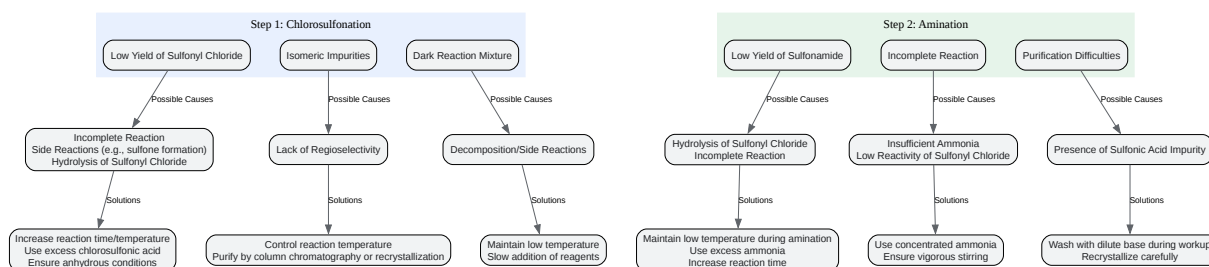 Step 1: Chlorosulfonation
Low Yield of Sulfonyl Chloride
Isomeric Impurities
Dark Reaction Mixture
Possible Causes
Possible Causes
Possible Causes
Incomplete Reaction
Side Reactions (e.g., sulfone formation)
Hydrolysis of Sulfonyl Chloride
Lack of Regioselectivity
Decomposition/Side Reactions
Solutions
Solutions
Solutions
Increase reaction time/temperature
Use excess chlorosulfonic acid
Ensure anhydrous conditions
Control reaction temperature
Purify by column chromatography or recrystallization
Maintain low temperature
Slow addition of reagents
Step 2: Amination
Low Yield of Sulfonamide
Incomplete Reaction
Purification Difficulties
Possible Causes
Possible Causes
Possible Causes
Hydrolysis of Sulfonyl Chloride
Incomplete Reaction
Insufficient Ammonia
Low Reactivity of Sulfonyl Chloride
Presence of Sulfonic Acid Impurity
Solutions
Solutions
Solutions
Maintain low temperature during amination
Use excess ammonia
Increase reaction time
Use concentrated ammonia
Ensure vigorous stirring
Wash with dilute base during workup
Recrystallize carefully